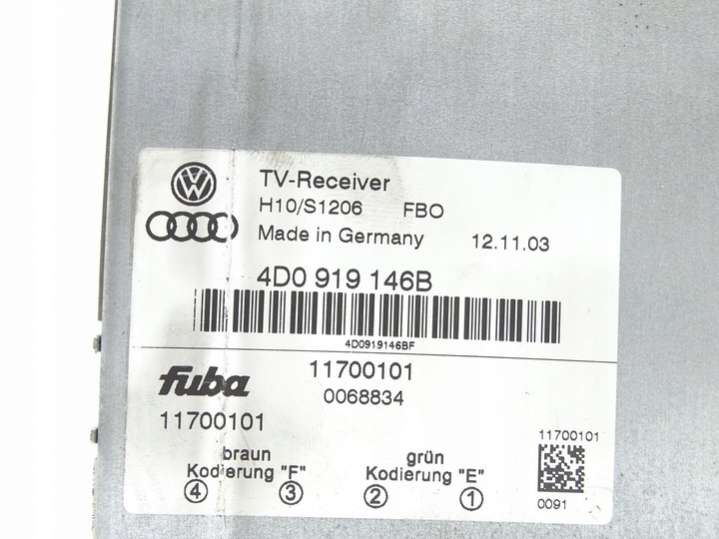 TV-Receiver
H10/S1206 FBO
Made in Germany 12.11.03
4D0 919 146B
4D0919146BF
fuba 11700101
0068834
11700101
braun grün
Kodierung "F" Kodierung "E"
4 3 2 1
11700101
0091